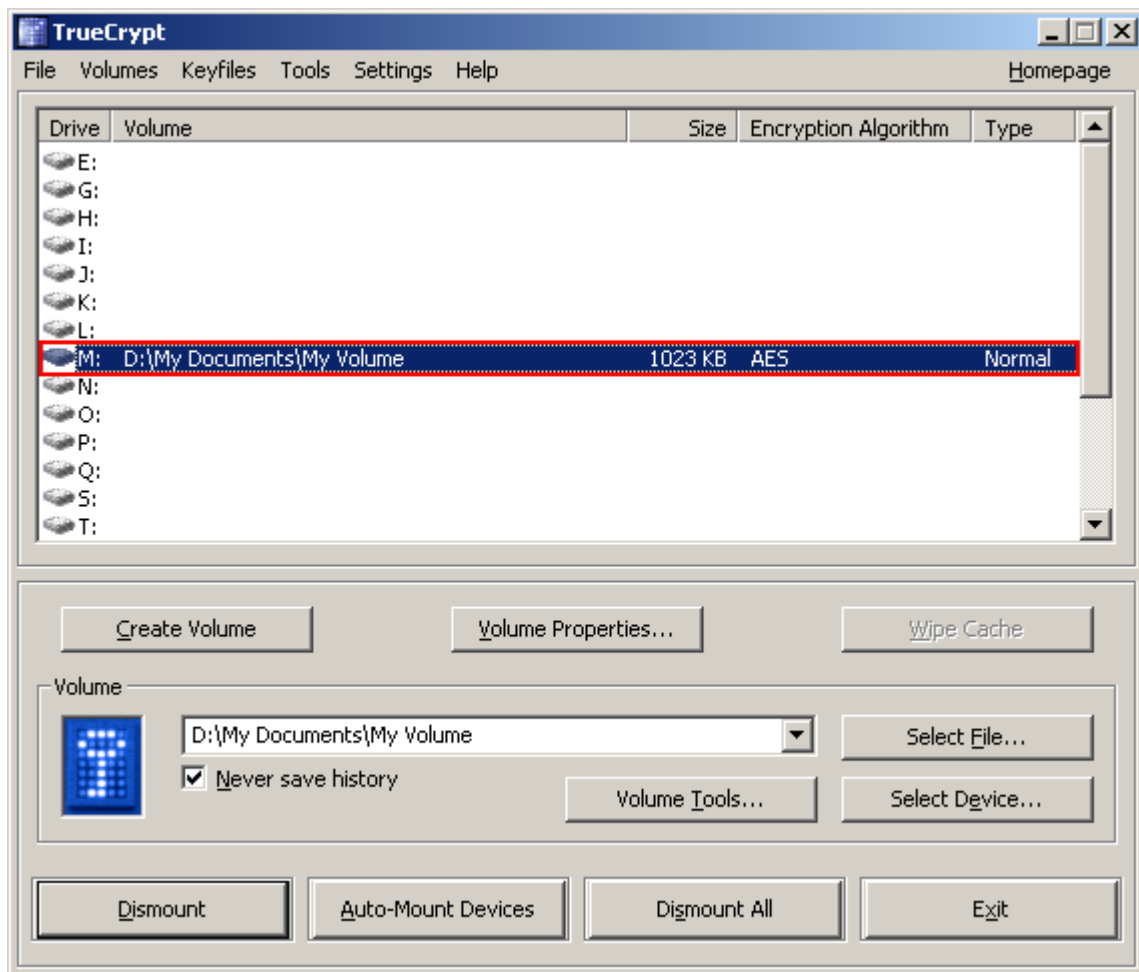 TrueCrypt
File Volumes Keyfiles Tools Settings Help Homepage
Drive Volume Size Encryption Algorithm Type
E:
G:
H:
I:
J:
K:
L:
M: D:\My Documents\My Volume 1023 KB AES Normal
N:
O:
P:
Q:
S:
T:
Create Volume Volume Properties... Wipe Cache
Volume
D:\My Documents\My Volume Select File...
Never save history
Volume Tools... Select Device...
Dismount Auto-Mount Devices Dismount All Exit